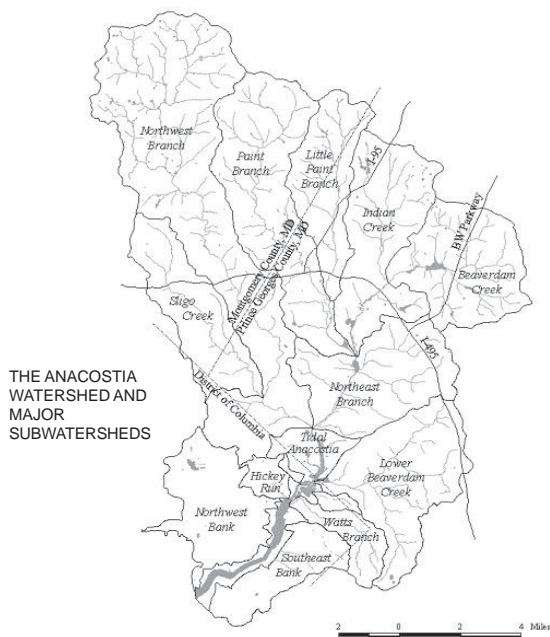 Northwest
Branch
Paint
Branch
Little
Paint
Branch
I-95
Indian
Creek
BW Parkway
Beaverdam
Creek
Montgomery County, MD
Prince Georges County, MD
Sligo
Creek
I-495
THE ANACOSTIA
WATERSHED AND
MAJOR
SUBWATERSHEDS
District of Columbia
Northeast
Branch
Tidal
Anacostia
Hickey
Run
Lower
Beaverdam
Creek
Northwest
Bank
Watts
Branch
Southeast
Bank
2 0 2 4 Miles